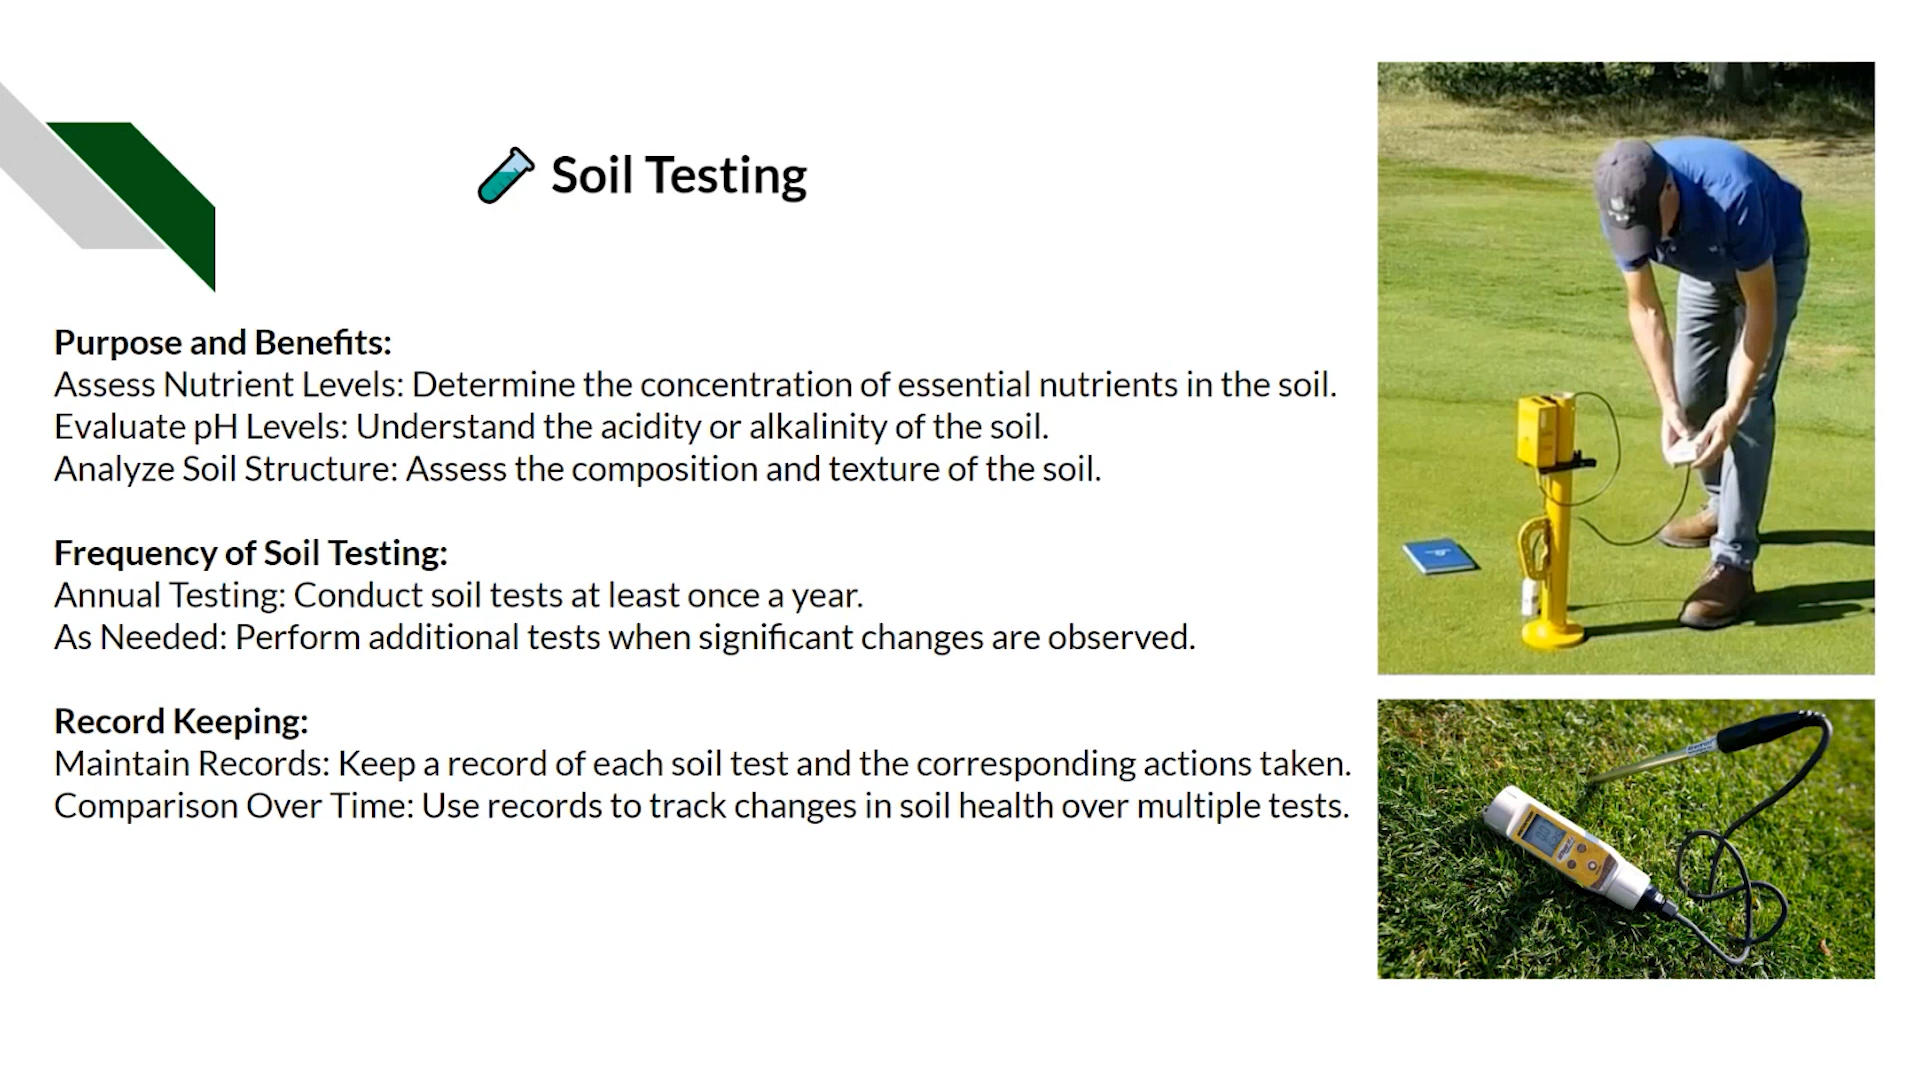 Soil Testing
Purpose and Benefits:
Assess Nutrient Levels: Determine the concentration of essential nutrients in the soil.
Evaluate pH Levels: Understand the acidity or alkalinity of the soil.
Analyze Soil Structure: Assess the composition and texture of the soil.
Frequency of Soil Testing:
Annual Testing: Conduct soil tests at least once a year.
As Needed: Perform additional tests when significant changes are observed.
Record Keeping:
Maintain Records: Keep a record of each soil test and the corresponding actions taken.
Comparison Over Time: Use records to track changes in soil health over multiple tests.